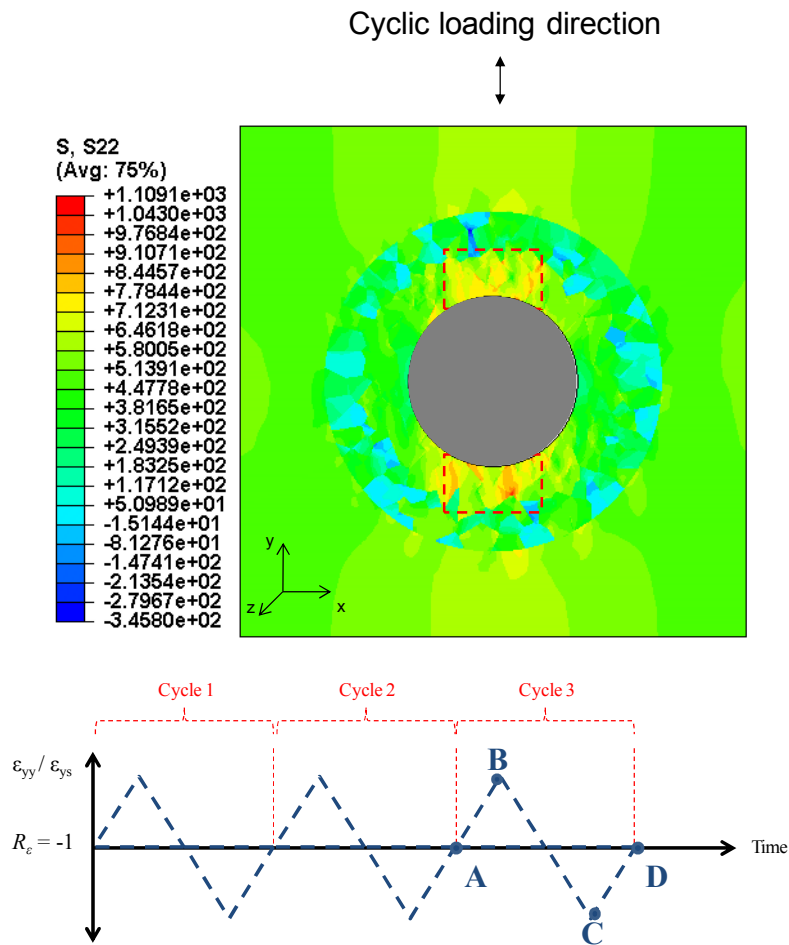 Cyclic loading direction
S, S22
(Avg: 75%)
+1.1091e+03
+1.0430e+03
+9.7684e+02
+9.1071e+02
+8.4457e+02
+7.7844e+02
+7.1231e+02
+6.4618e+02
+5.8005e+02
+5.1391e+02
+4.4778e+02
+3.8165e+02
+3.1552e+02
+2.4939e+02
+1.8325e+02
+1.1712e+02
+5.0989e+01
-1.5144e+01
-8.1276e+01
-1.4741e+02
-2.1354e+02
-2.7967e+02
-3.4580e+02
y
z
x
Cycle 1
Cycle 2
Cycle 3
εyy / εys
B
Rε = -1
Time
A
D
C